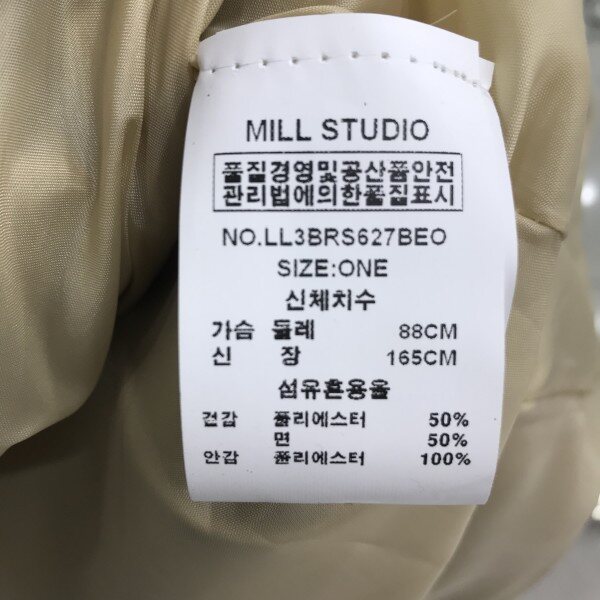 MILL STUDIO
품질경영및공산품안전
관리법에의한품질표시
NO.LL3BRS627BEO
SIZE:ONE
신체치수
가슴 둘레 88CM
신 장 165CM
섬유혼용율
겉감 폴리에스터 50%
면 50%
안감 폴리에스터 100%